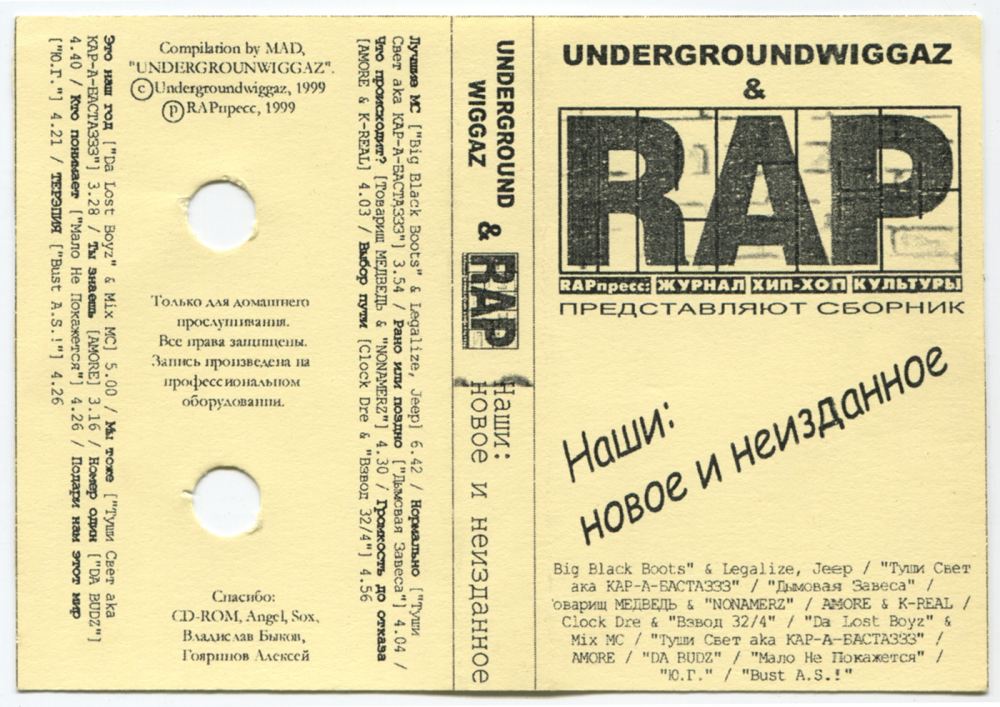 Это наш год ["Da Lost Boyz" & Mix MC] 5.00 / Мы тоже ["Туши Свет aka
КАР-А-БАСТАЗЗЗ"] 3.28 / Ты знаешь [AMORE] 3.16 / Номер один ["DA BUDZ"]
4.40 / Кто понимает ["Мало Не Покажется"] 4.26 / Подари нам этот мир
["Ю.Г."] 4.21 / ТЕРЭПИЯ ["Bust A.S.!"] 4.26
Compilation by MAD,
"UNDERGROUNWIGGAZ".
©Undergroundwiggaz, 1999
℗RAPпресс, 1999
Только для домашнего
прослушивания.
Все права защищены.
Запись произведена на
профессиональном
оборудовании.
Спасибо:
CD-ROM, Angel, Sox,
Владислав Быков,
Гояринов Алексей
Лучшие МС ["Big Black Boots" & Legalize, Jeep] 6.42 / Нормально ["Туши
Свет aka КАР-А-БАСТАЗЗЗ"] 3.54 / Рано или поздно ["Дымовая Завеса"] 4.04 /
Что происходит? [Товарищ МЕДВЕДЬ & "NONAMERZ"] 4.30 / Громкость до отказа
[AMORE & K-REAL] 4.03 / Выбор пути [Clock Dre & "Взвод 32/4"] 4.56
UNDERGROUND
WIGGAZ
&
RAP
Наши:
новое и неизданное
UNDERGROUNDWIGGAZ
&
RAP
RAPпресс: ЖУРНАЛ ХИП-ХОП КУЛЬТУРЫ
ПРЕДСТАВЛЯЮТ СБОРНИК
Наши:
новое и неизданное
Big Black Boots" & Legalize, Jeep / "Туши Свет
aka КАР-А-БАСТАЗЗЗ" / "Дымовая Завеса" /
оварищ МЕДВЕДЬ & "NONAMERZ" / AMORE & K-REAL /
Clock Dre & "Взвод 32/4" / "Da Lost Boyz" &
Mix MC / "Туши Свет aka КАР-А-БАСТАЗЗЗ" /
AMORE / "DA BUDZ" / "Мало Не Покажется" /
"Ю.Г." / "Bust A.S.!"